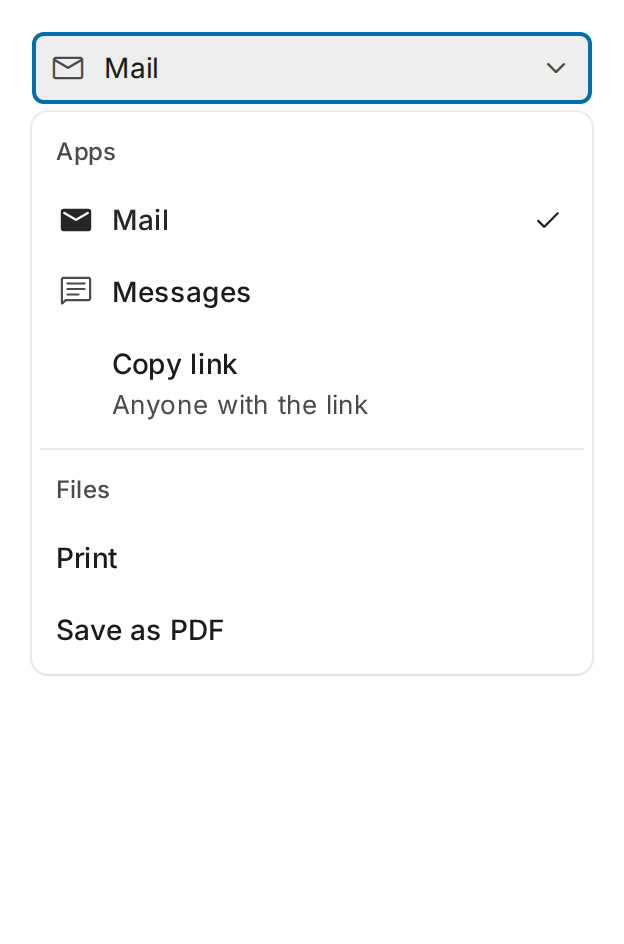 Mail
Apps
Mail
Messages
Copy link
Anyone with the link
Files
Print
Save as PDF